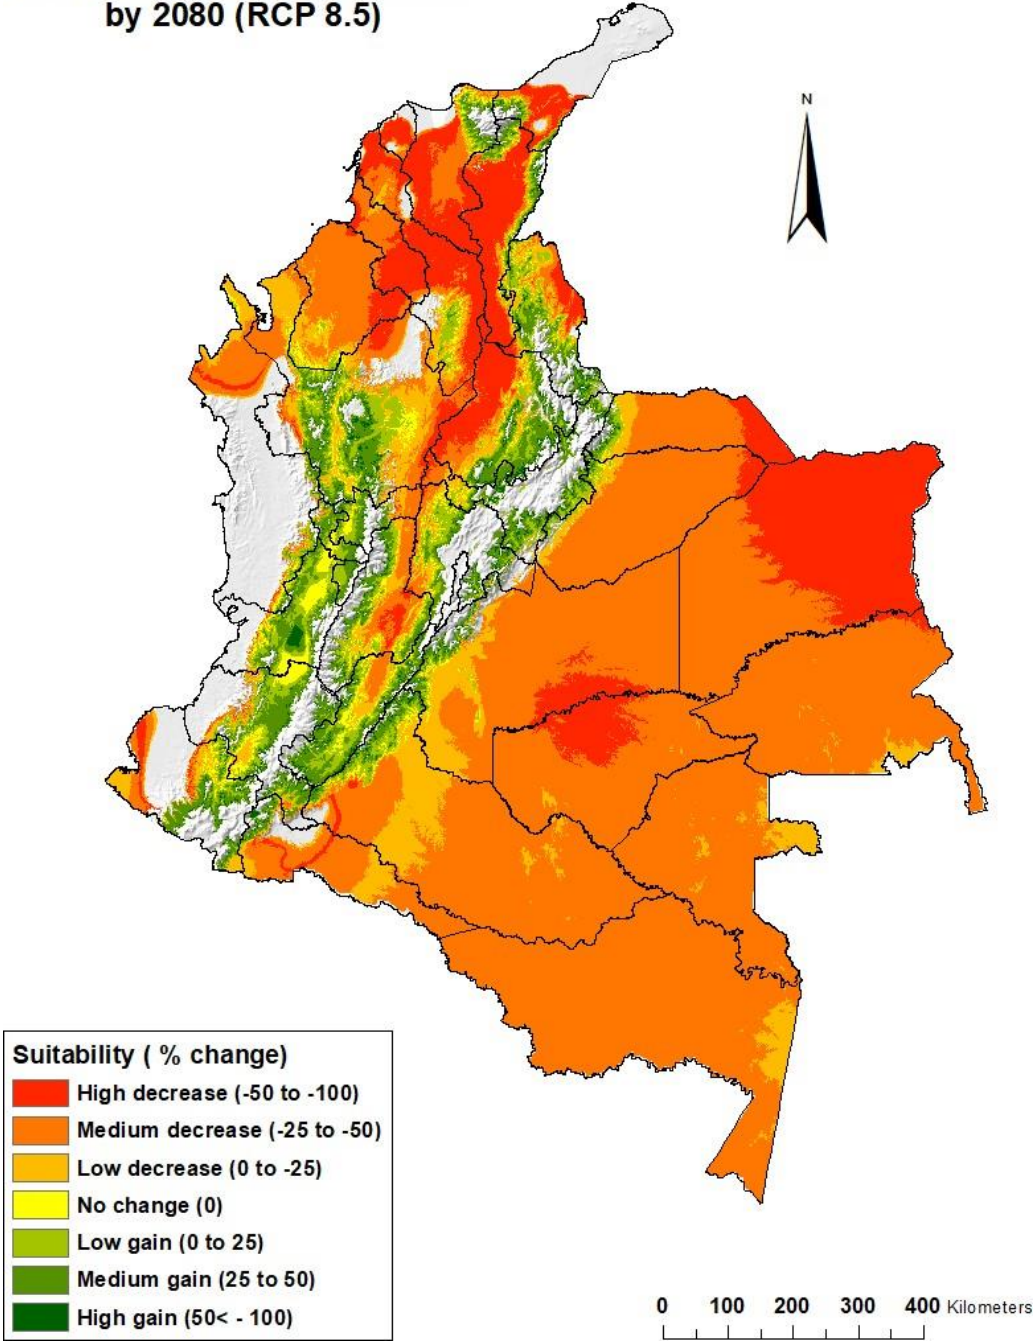 by 2080 (RCP 8.5)
N
Suitability ( % change)
High decrease (-50 to -100)
Medium decrease (-25 to -50)
Low decrease (0 to -25)
No change (0)
Low gain (0 to 25)
Medium gain (25 to 50)
High gain (50< - 100)
0 100 200 300 400 Kilometers